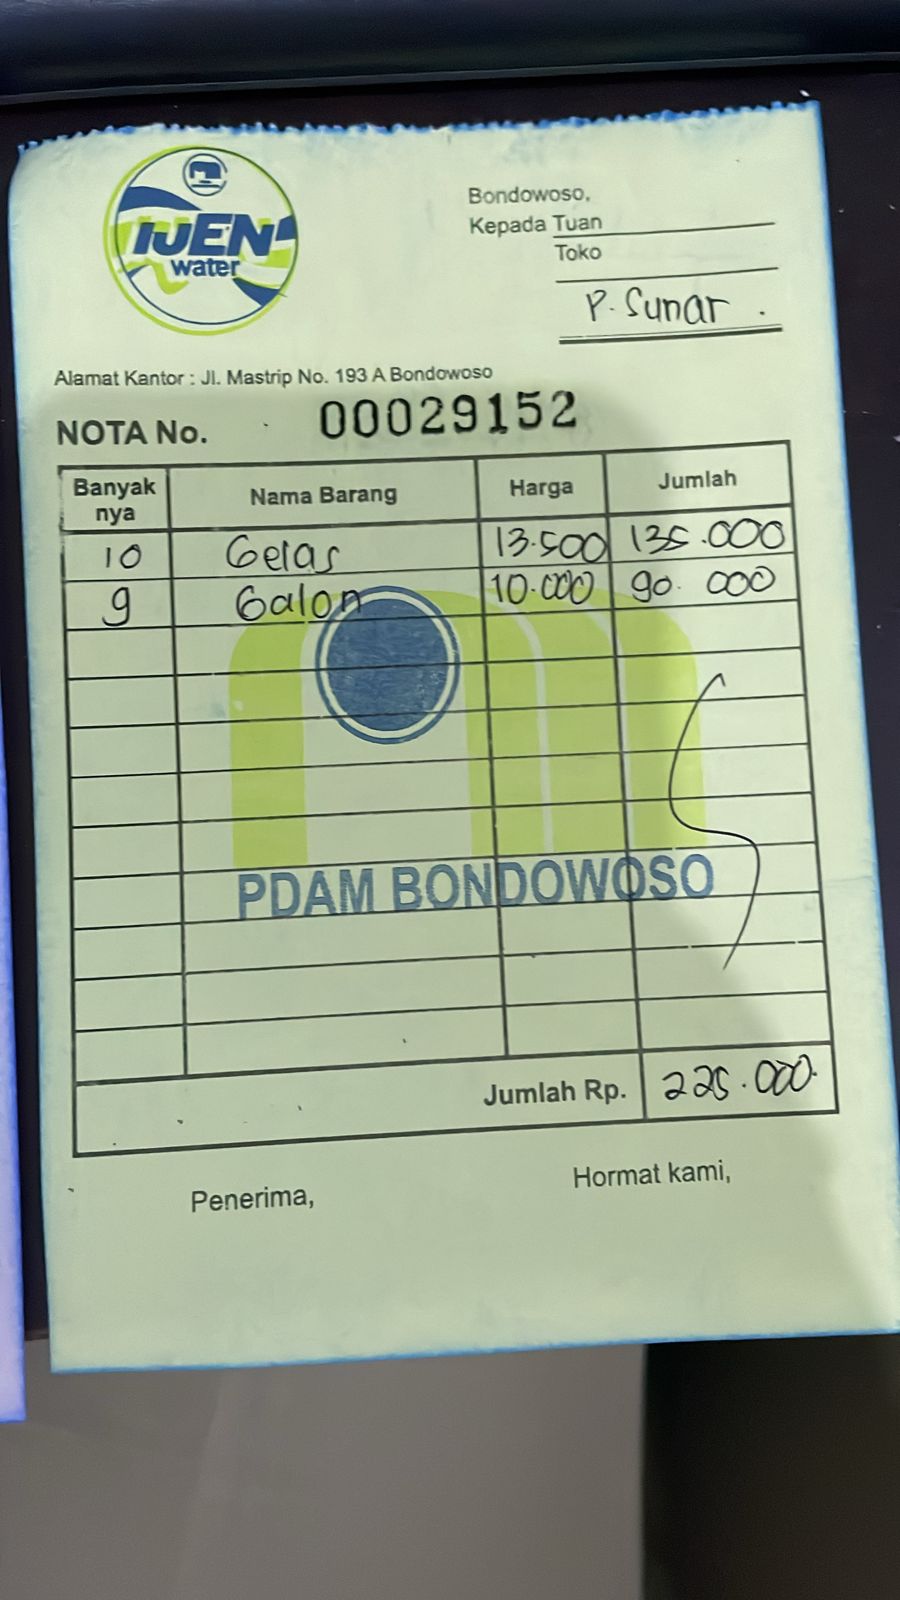 IJEN
water
Bondowoso,
Kepada Tuan
Toko
P. Sunar .
Alamat Kantor : Jl. Mastrip No. 193 A Bondowoso
NOTA No. 00029152
Banyak nya Nama Barang Harga Jumlah
10 Gelas 13.500 135.000
9 Galon 10.000 90.000
PDAM BONDOWOSO
Jumlah Rp. 225.000.
Penerima, Hormat kami,